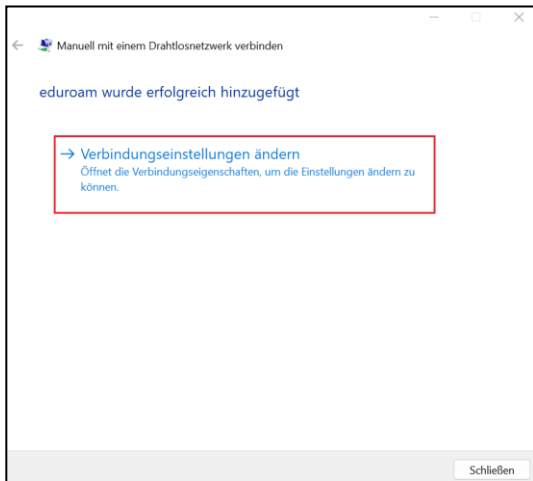 Manuell mit einem Drahtlosnetzwerk verbinden
eduroam wurde erfolgreich hinzugefügt
Verbindungseinstellungen ändern
Öffnet die Verbindungseigenschaften, um die Einstellungen ändern zu
können.
Schließen